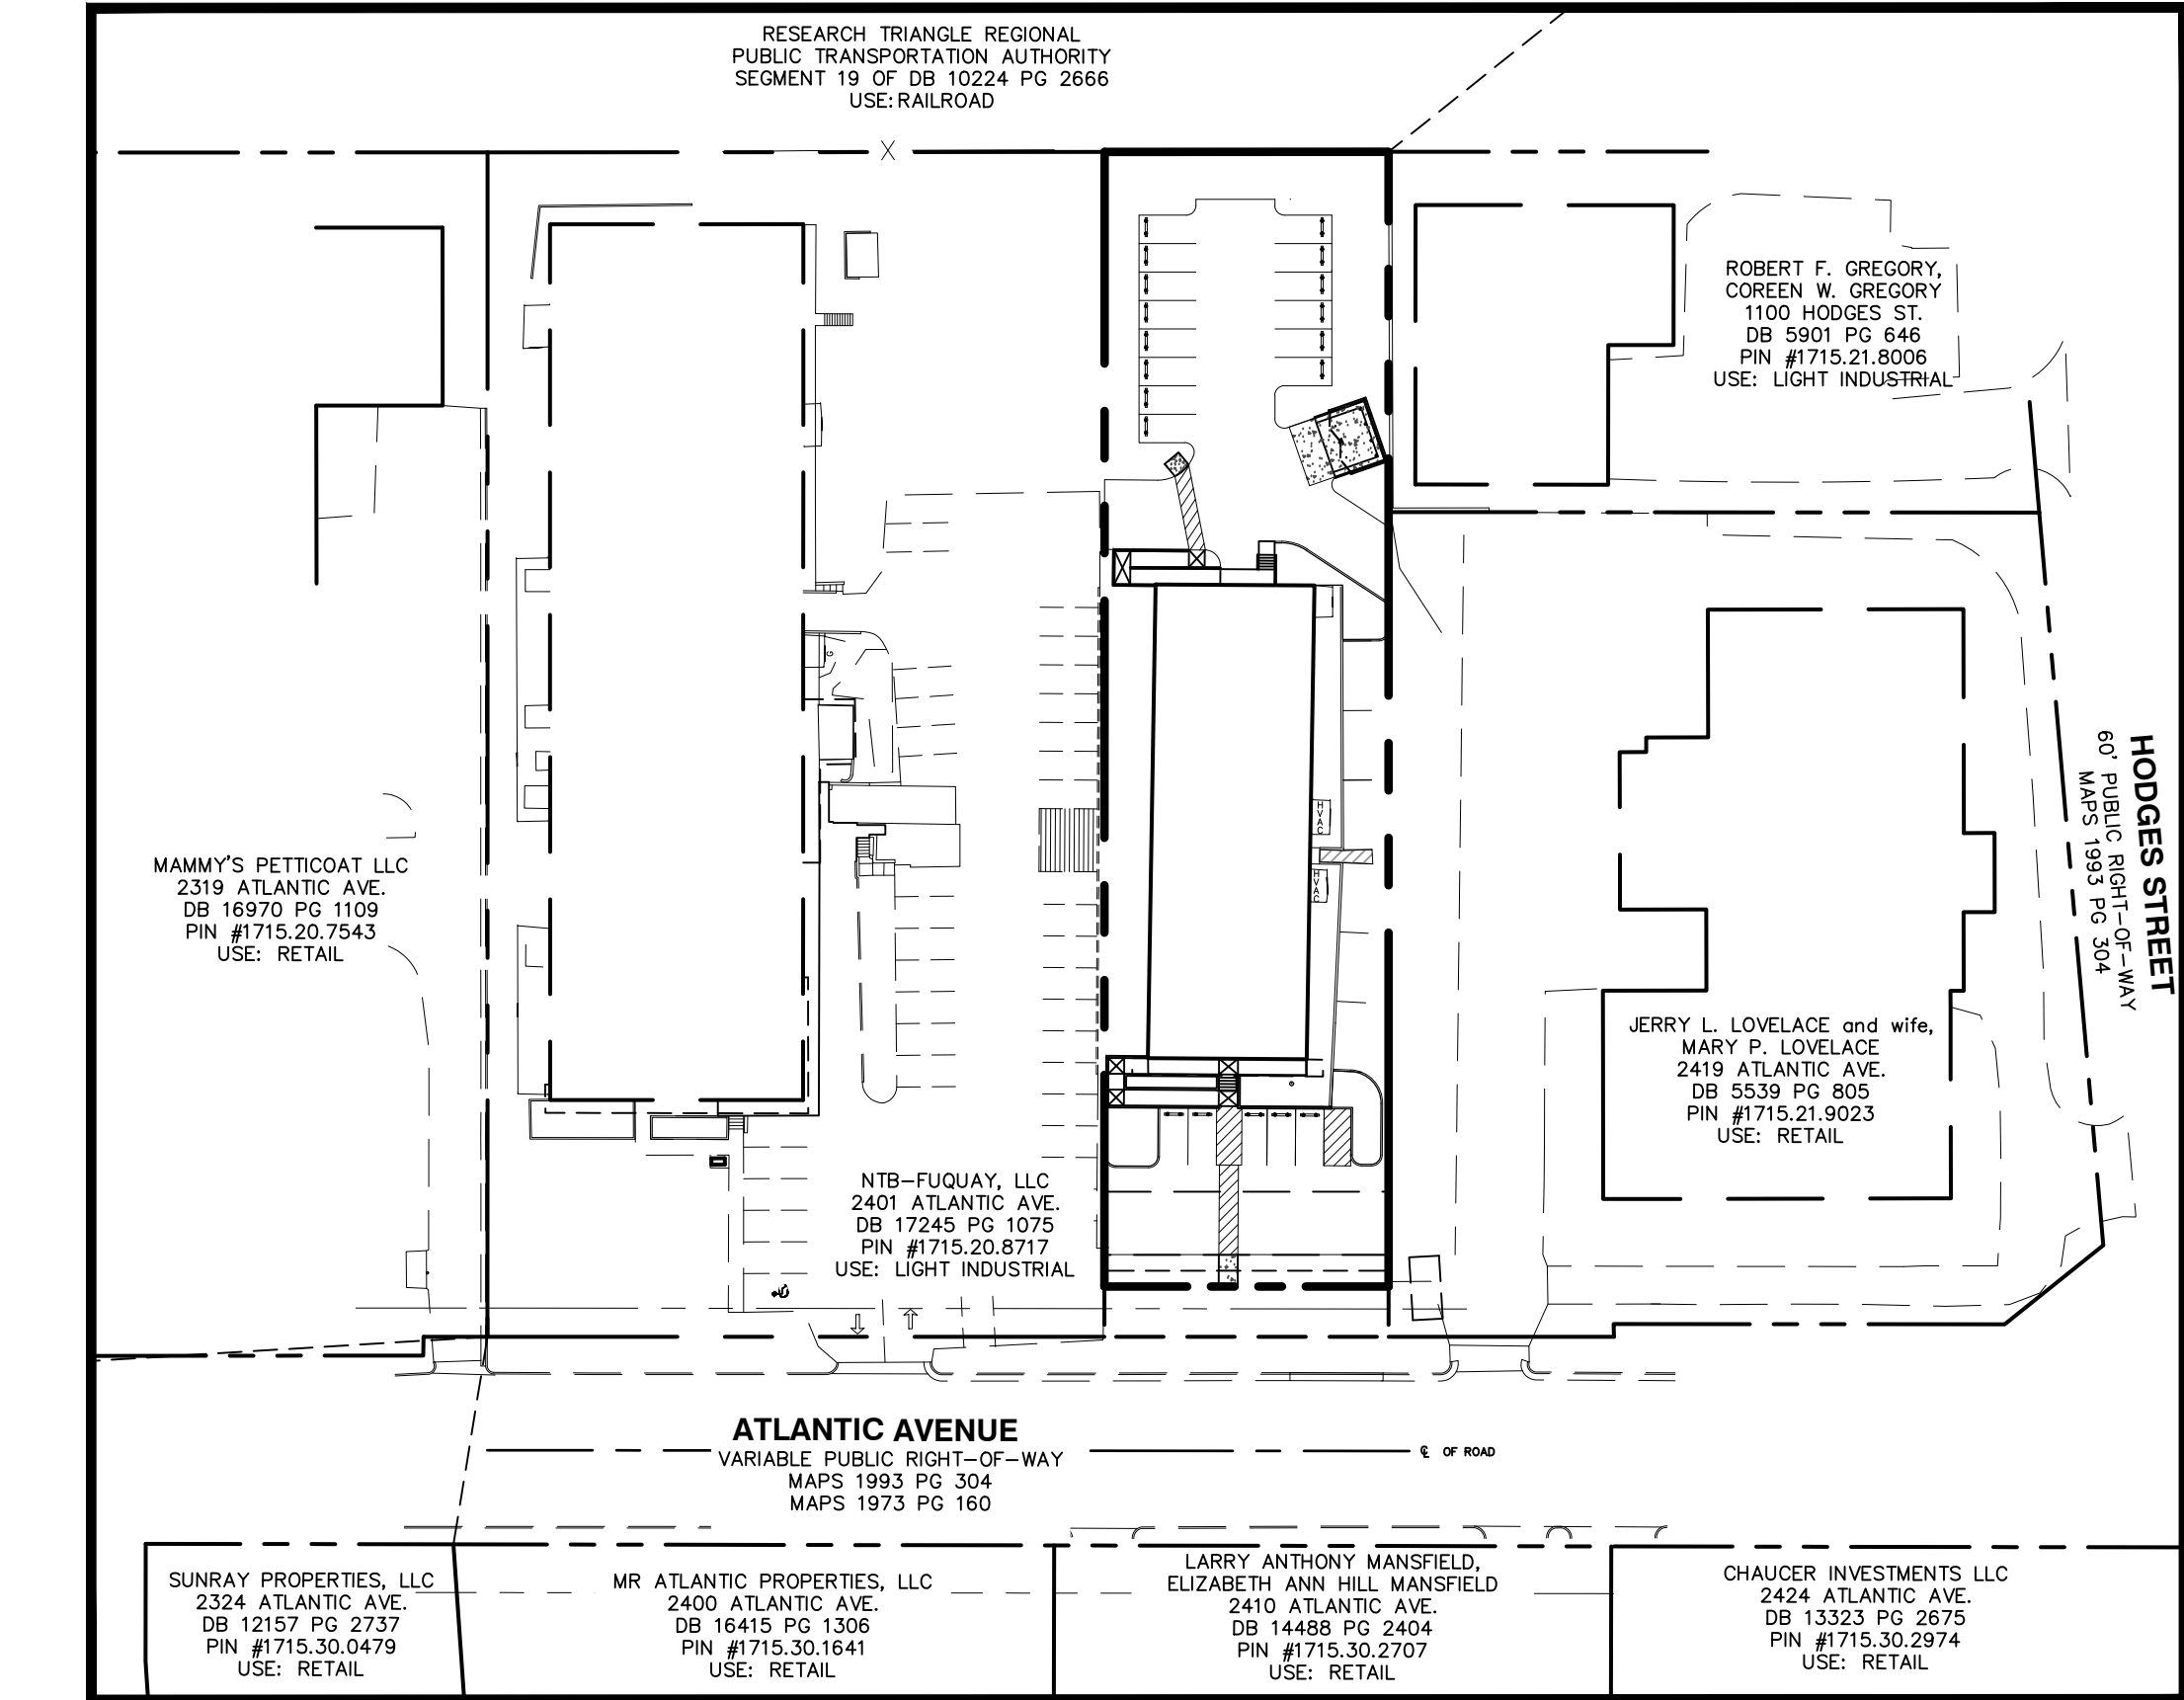 RESEARCH TRIANGLE REGIONAL
PUBLIC TRANSPORTATION AUTHORITY
SEGMENT 19 OF DB 10224 PG 2666
USE: RAILROAD
X
ROBERT F. GREGORY,
COREEN W. GREGORY
1100 HODGES ST.
DB 5901 PG 646
PIN #1715.21.8006
USE: LIGHT INDUSTRIAL
G
HVAC
HVAC
HODGES STREET
60' PUBLIC RIGHT-OF-WAY
MAPS 1993 PG 304
MAMMY'S PETTICOAT LLC
2319 ATLANTIC AVE.
DB 16970 PG 1109
PIN #1715.20.7543
USE: RETAIL
JERRY L. LOVELACE and wife,
MARY P. LOVELACE
2419 ATLANTIC AVE.
DB 5539 PG 805
PIN #1715.21.9023
USE: RETAIL
NTB-FUQUAY, LLC
2401 ATLANTIC AVE.
DB 17245 PG 1075
PIN #1715.20.8717
USE: LIGHT INDUSTRIAL
ATLANTIC AVENUE
VARIABLE PUBLIC RIGHT-OF-WAY
MAPS 1993 PG 304
MAPS 1973 PG 160
℄ OF ROAD
SUNRAY PROPERTIES, LLC
2324 ATLANTIC AVE.
DB 12157 PG 2737
PIN #1715.30.0479
USE: RETAIL
MR ATLANTIC PROPERTIES, LLC
2400 ATLANTIC AVE.
DB 16415 PG 1306
PIN #1715.30.1641
USE: RETAIL
LARRY ANTHONY MANSFIELD,
ELIZABETH ANN HILL MANSFIELD
2410 ATLANTIC AVE.
DB 14488 PG 2404
PIN #1715.30.2707
USE: RETAIL
CHAUCER INVESTMENTS LLC
2424 ATLANTIC AVE.
DB 13323 PG 2675
PIN #1715.30.2974
USE: RETAIL